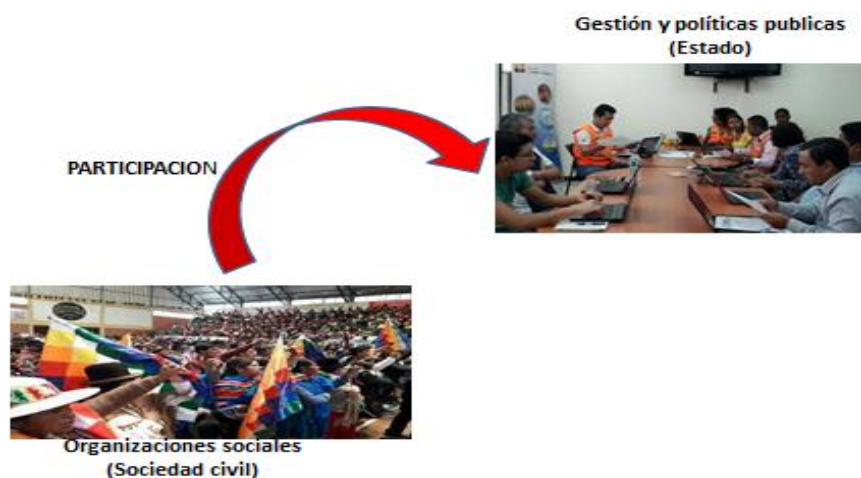 Gestión y políticas publicas
(Estado)
PARTICIPACION
Organizaciones sociales
(Sociedad civil)